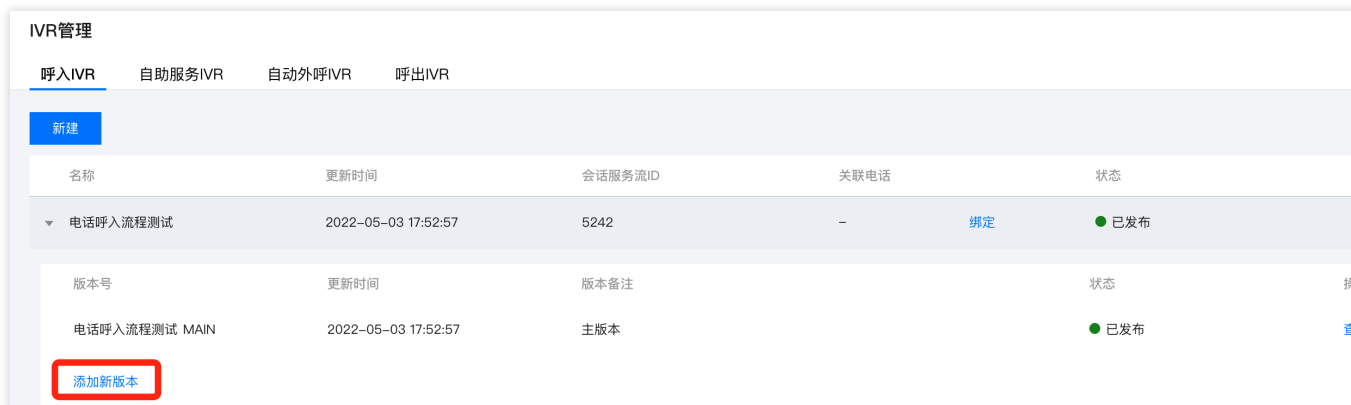 IVR管理
呼入IVR 自助服务IVR 自动外呼IVR 呼出IVR
新建
名称 更新时间 会话服务流ID 关联电话 状态
电话呼入流程测试 2022-05-03 17:52:57 5242 - 绑定 已发布
版本号 更新时间 版本备注 状态
电话呼入流程测试 MAIN 2022-05-03 17:52:57 主版本 已发布
添加新版本